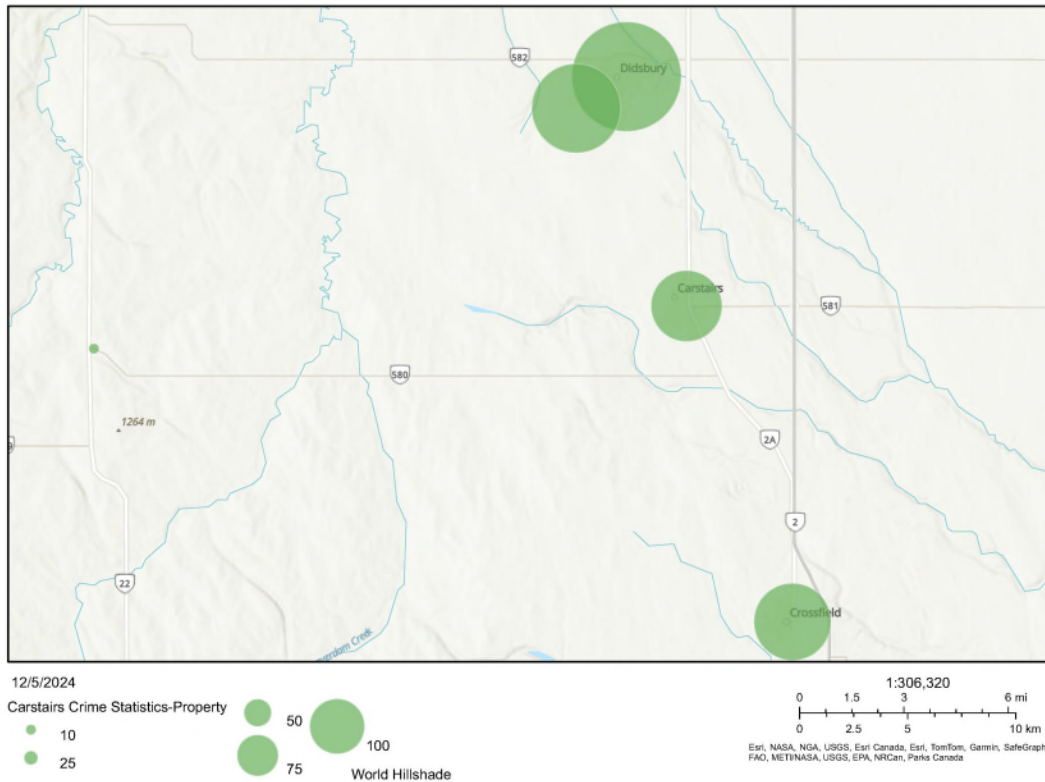 582
Didsbury
Carstairs
581
580
1264 m
2A
2
22
Crossfield
Creek
12/5/2024
Carstairs Crime Statistics-Property
10
25
50
75
100
World Hillshade
1:306,320
0 1.5 3 6 mi
0 2.5 5 10 km
Esri, NASA, NGA, USGS, Esri Canada, Esri, TomTom, Garmin, SafeGraph
FAO, METI/NASA, USGS, EPA, NRCan, Parks Canada